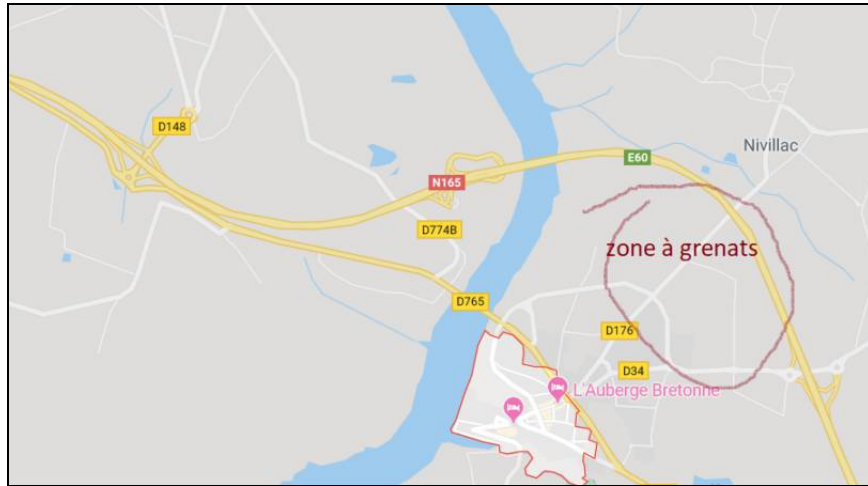 D148
Nivillac
E60
N165
D774B
zone à grenats
D765
D176
D34
L'Auberge Bretonne